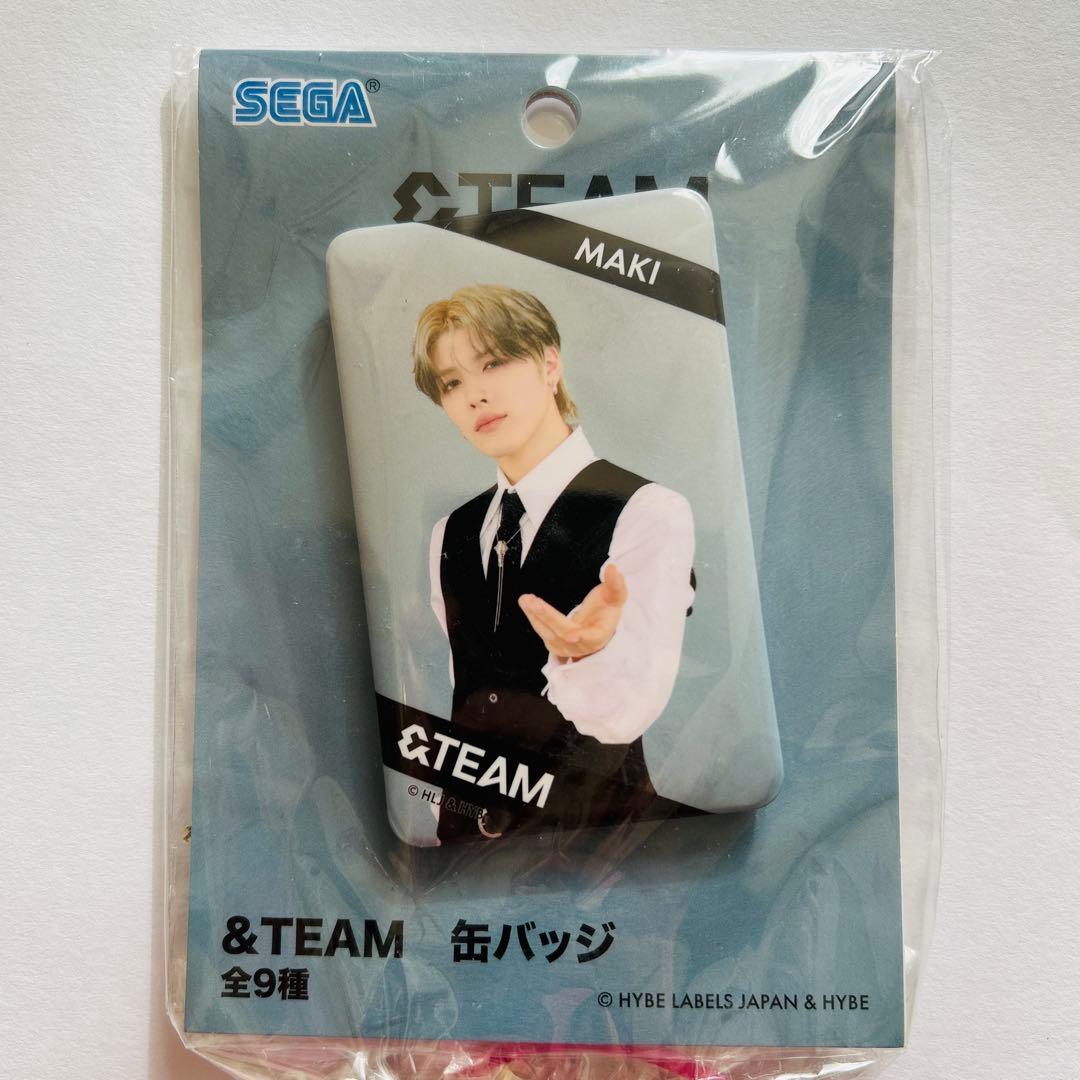 SEGA®
&TEAM
MAKI
&TEAM
© HLJ & HYBE
&TEAM 缶バッジ
全9種
© HYBE LABELS JAPAN & HYBE